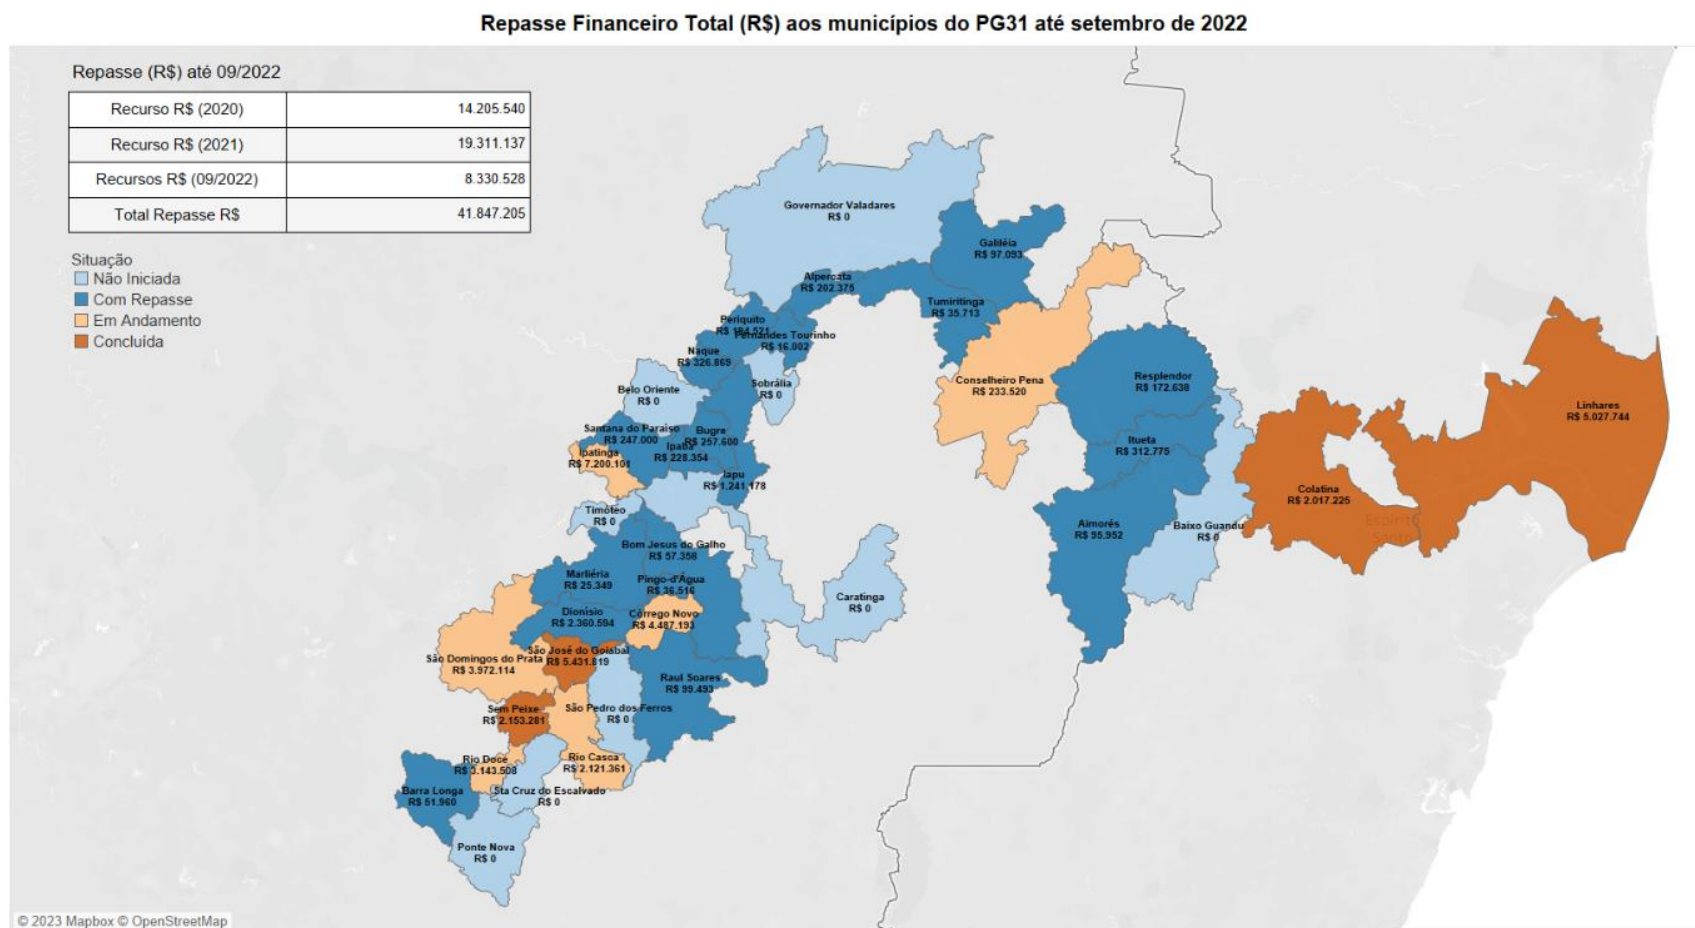 Repasse Financeiro Total (R$) aos municípios do PG31 até setembro de 2022
Repasse (R$) até 09/2022
Recurso R$ (2020) 14.205.540
Recurso R$ (2021) 19.311.137
Recursos R$ (09/2022) 8.330.528
Total Repasse R$ 41.847.205
Situação
Não Iniciada
Com Repasse
Em Andamento
Concluída
Governador Valadares
R$ 0
Galiléia
R$ 97.093
Alpercata
R$ 202.375
Tumiritinga
R$ 35.713
Periquito
R$ 184.521
Fernandes Tourinho
R$ 16.002
Naque
R$ 326.869
Belo Oriente
R$ 0
Sobrália
R$ 0
Conselheiro Pena
R$ 233.520
Resplendor
R$ 172.638
Linhares
R$ 5.027.744
Santana do Paraíso
R$ 247.000
Bugre
R$ 257.600
Ipaba
R$ 228.354
Itueta
R$ 312.775
Ipatinga
R$ 7.200.101
Iapu
R$ 1.241.178
Colatina
R$ 2.017.225
Timóteo
R$ 0
Aimorés
R$ 95.952
Baixo Guandu
R$ 0
Espírito
Santo
Bom Jesus do Galho
R$ 57.358
Marliéria
R$ 25.349
Pingo-d'Água
R$ 36.516
Caratinga
R$ 0
Dionísio
R$ 2.360.594
Córrego Novo
R$ 4.487.193
São José do Goiabal
R$ 5.431.819
São Domingos do Prata
R$ 3.972.114
Raul Soares
R$ 99.493
Sem Peixe
R$ 2.153.281
São Pedro dos Ferros
R$ 0
Rio Doce
R$ 3.143.508
Rio Casca
R$ 2.121.361
Barra Longa
R$ 51.960
Sta Cruz do Escalvado
R$ 0
Ponte Nova
R$ 0
© 2023 Mapbox © OpenStreetMap